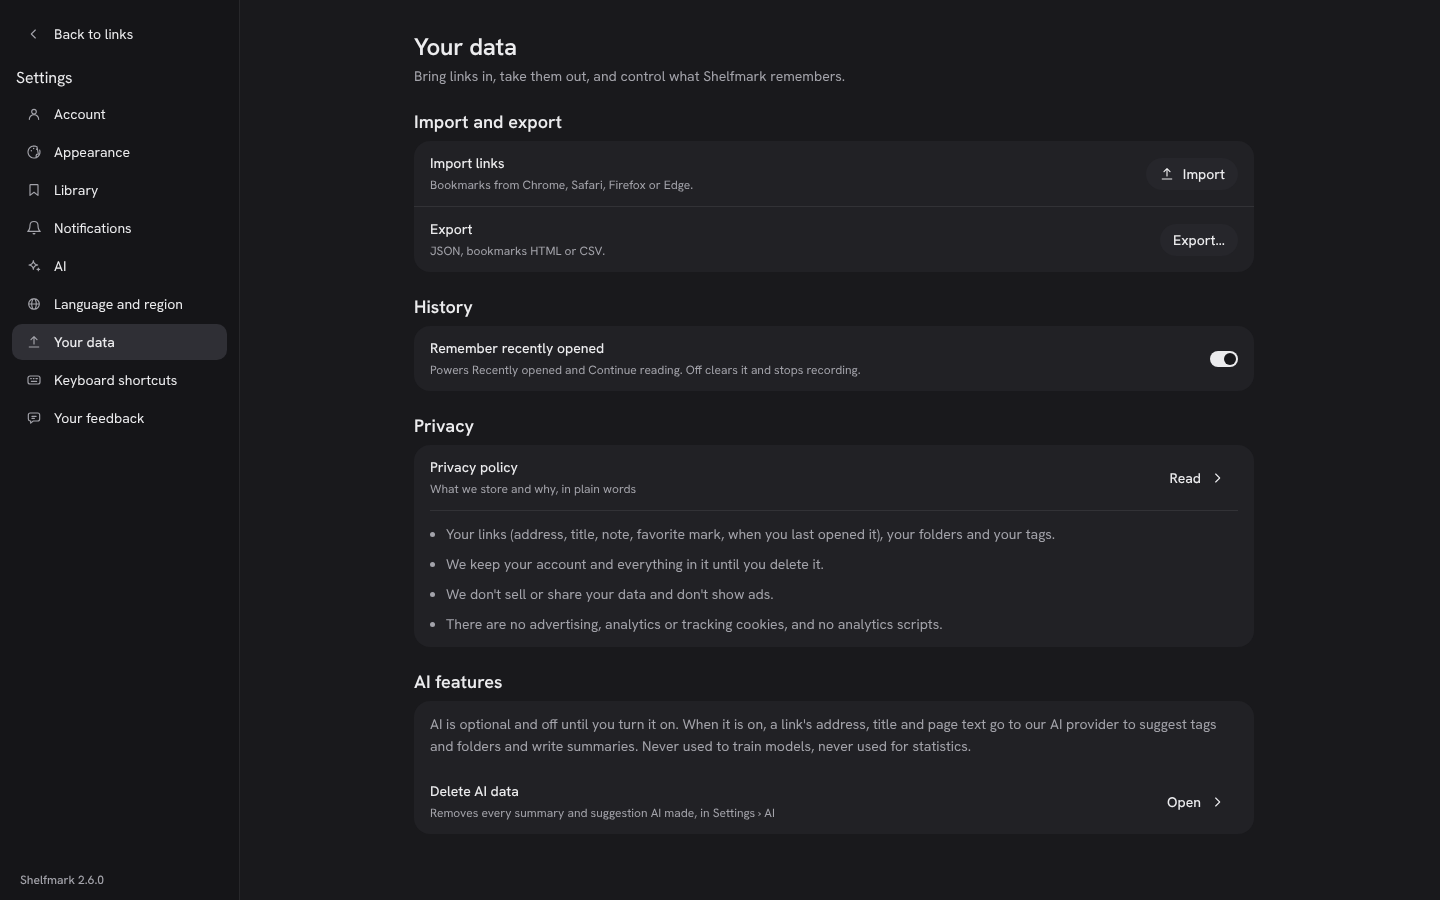 Back to links
Settings
Account
Appearance
Library
Notifications
AI
Language and region
Your data
Keyboard shortcuts
Your feedback
Shelfmark 2.6.0
Your data
Bring links in, take them out, and control what Shelfmark remembers.
Import and export
Import links
Bookmarks from Chrome, Safari, Firefox or Edge.
Import
Export
JSON, bookmarks HTML or CSV.
Export...
History
Remember recently opened
Powers Recently opened and Continue reading. Off clears it and stops recording.
Privacy
Privacy policy
What we store and why, in plain words
Read
• Your links (address, title, note, favorite mark, when you last opened it), your folders and your tags.
• We keep your account and everything in it until you delete it.
• We don't sell or share your data and don't show ads.
• There are no advertising, analytics or tracking cookies, and no analytics scripts.
AI features
AI is optional and off until you turn it on. When it is on, a link's address, title and page text go to our AI provider to suggest tags
and folders and write summaries. Never used to train models, never used for statistics.
Delete AI data
Removes every summary and suggestion AI made, in Settings › AI
Open